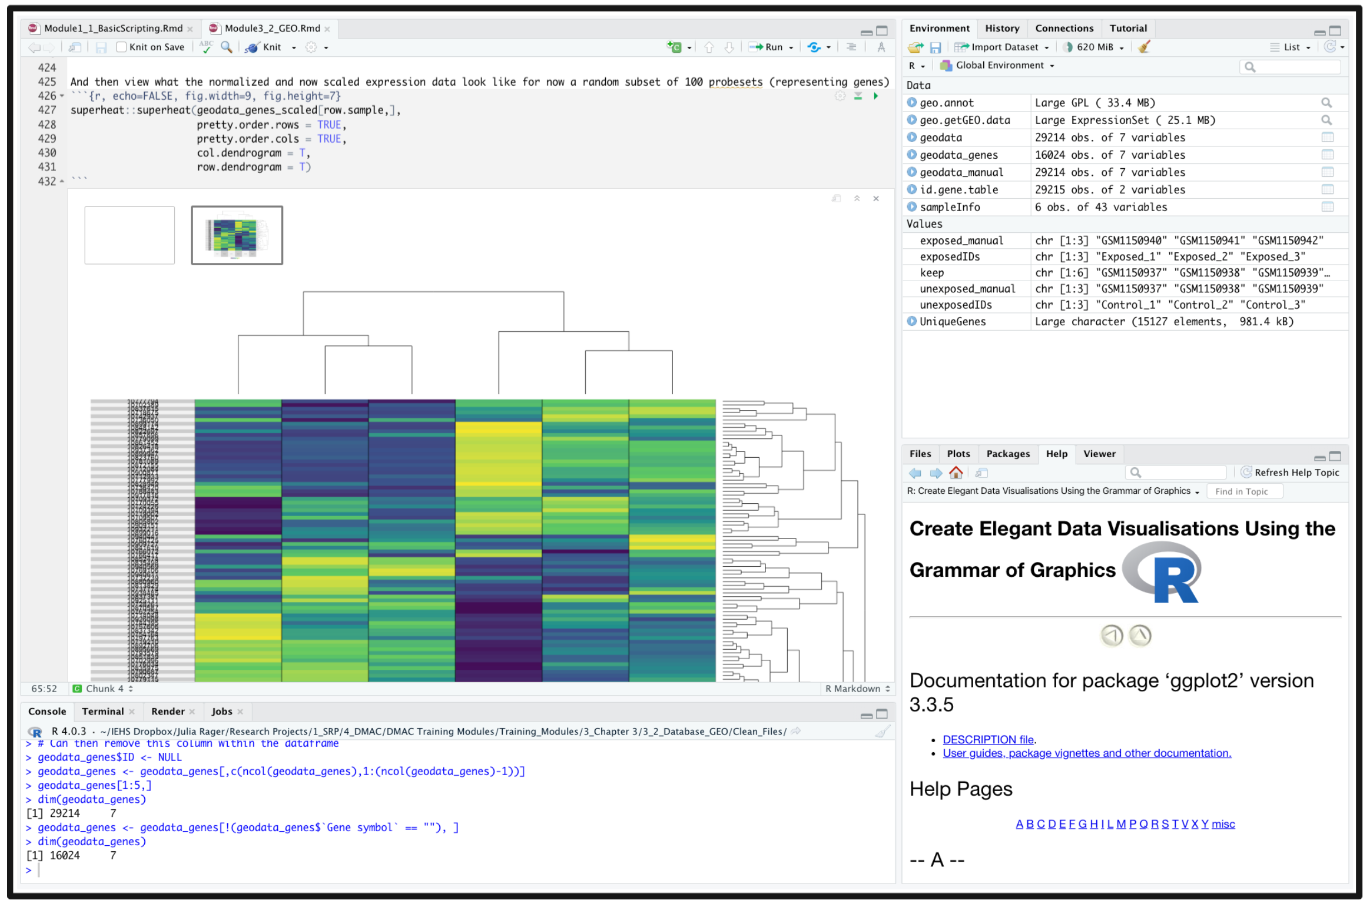 Module1_1_BasicScripting.Rmd
Module3_2_GEO.Rmd
Knit on Save
ABC
Knit
Run
424
425 And then view what the normalized and now scaled expression data look like for now a random subset of 100 probesets (representing genes)
426 ```{r, echo=FALSE, fig.width=9, fig.height=7}
427 superheat::superheat(geodata_genes_scaled[row.sample,],
428 pretty.order.rows = TRUE,
429 pretty.order.cols = TRUE,
430 col.dendrogram = T,
431 row.dendrogram = T)
432 ```
65:52 C Chunk 4
R Markdown
Console Terminal Render Jobs
R 4.0.3 · ~/IEHS Dropbox/Julia Rager/Research Projects/1_SRP/4_DMAC/DMAC Training Modules/Training_Modules/3_Chapter 3/3_2_Database_GEO/Clean_Files/
> # Can then remove this column within the dataframe
> geodata_genes$ID <- NULL
> geodata_genes <- geodata_genes[,c(ncol(geodata_genes),1:(ncol(geodata_genes)-1))]
> geodata_genes[1:5,]
> dim(geodata_genes)
[1] 29214 7
> geodata_genes <- geodata_genes[!(geodata_genes$`Gene symbol` == ""), ]
> dim(geodata_genes)
[1] 16024 7
>
Environment History Connections Tutorial
Import Dataset 620 MiB List
R Global Environment
Data
geo.annot Large GPL ( 33.4 MB)
geo.getGEO.data Large ExpressionSet ( 25.1 MB)
geodata 29214 obs. of 7 variables
geodata_genes 16024 obs. of 7 variables
geodata_manual 29214 obs. of 7 variables
id.gene.table 29215 obs. of 2 variables
sampleInfo 6 obs. of 43 variables
Values
exposed_manual chr [1:3] "GSM1150940" "GSM1150941" "GSM1150942"
exposedIDs chr [1:3] "Exposed_1" "Exposed_2" "Exposed_3"
keep chr [1:6] "GSM1150937" "GSM1150938" "GSM1150939"…
unexposed_manual chr [1:3] "GSM1150937" "GSM1150938" "GSM1150939"
unexposedIDs chr [1:3] "Control_1" "Control_2" "Control_3"
UniqueGenes Large character (15127 elements, 981.4 kB)
Files Plots Packages Help Viewer
Refresh Help Topic
R: Create Elegant Data Visualisations Using the Grammar of Graphics
Find in Topic
Create Elegant Data Visualisations Using the
Grammar of Graphics R
Documentation for package ‘ggplot2’ version
3.3.5
• DESCRIPTION file.
• User guides, package vignettes and other documentation.
Help Pages
A B C D E F G H I L M P Q R S T V X Y misc
-- A --